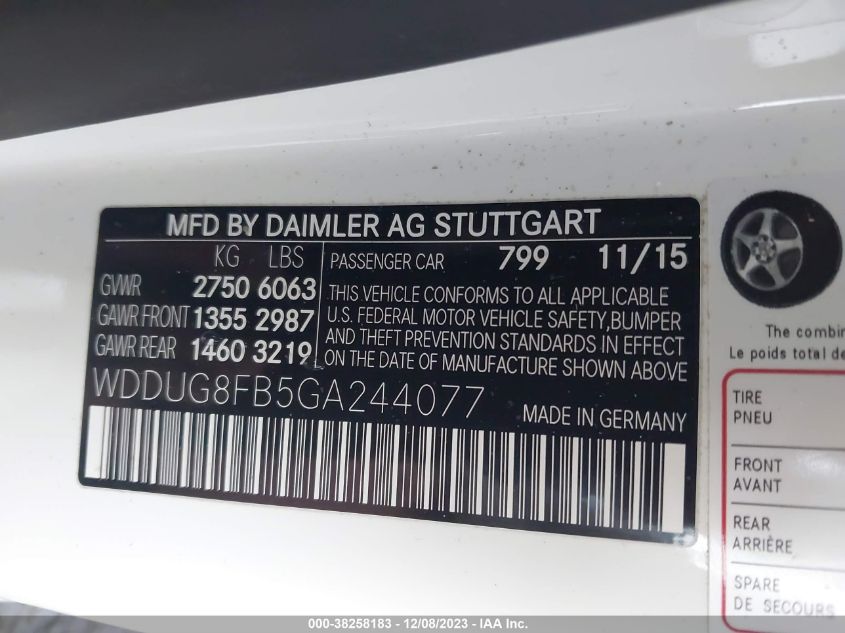 MFD BY DAIMLER AG STUTTGART
KG LBS
GVWR 2750 6063
GAWR FRONT 1355 2987
GAWR REAR 1460 3219
PASSENGER CAR 799 11/15
THIS VEHICLE CONFORMS TO ALL APPLICABLE
U.S. FEDERAL MOTOR VEHICLE SAFETY,BUMPER
AND THEFT PREVENTION STANDARDS IN EFFECT
ON THE DATE OF MANUFACTURE SHOWN ABOVE
WDDUG8FB5GA244077
MADE IN GERMANY
The combin
Le poids total de
TIRE
PNEU
FRONT
AVANT
REAR
ARRIÈRE
SPARE
DE SECOURS
000-38258183 - 12/08/2023 - IAA Inc.